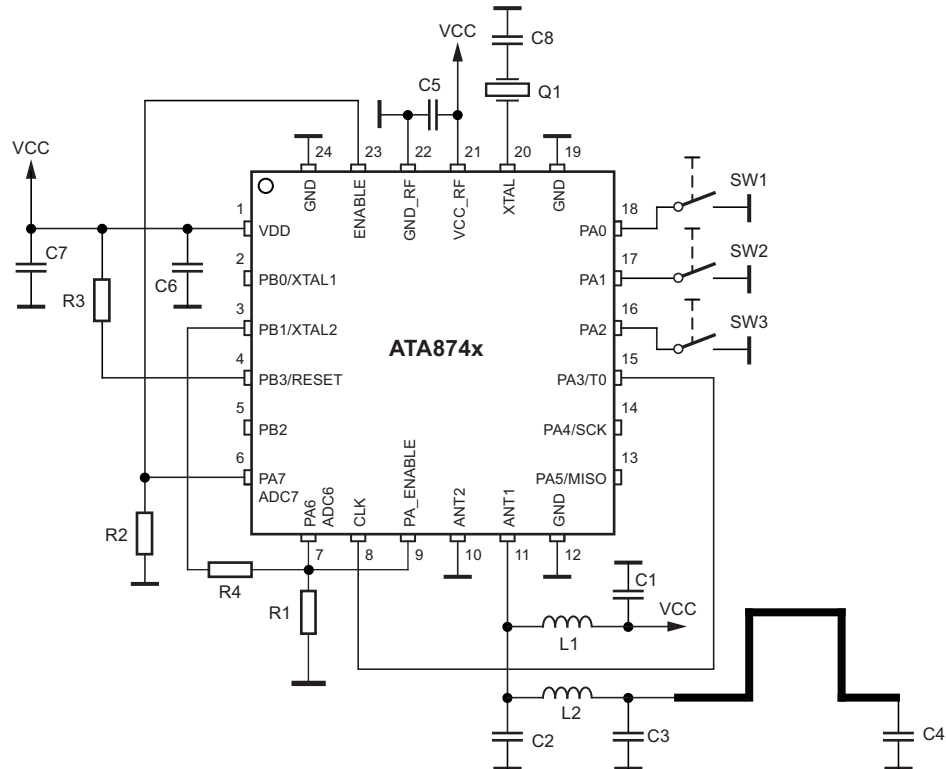 C8
VCC
C5
Q1
24
23
22
21
20
19
GND
ENABLE
GND_RF
VCC_RF
XTAL
GND
VCC
C7
C6
R3
1
VDD
2
PB0/XTAL1
3
PB1/XTAL2
4
PB3/RESET
5
PB2
6
PA7
ADC7
ATA874x
18
PA0
SW1
17
PA1
SW2
16
PA2
SW3
15
PA3/T0
14
PA4/SCK
13
PA5/MISO
PA6
ADC6
CLK
PA_ENABLE
ANT2
ANT1
GND
7
8
9
10
11
12
R2
R4
R1
C1
VCC
L1
L2
C2
C3
C4